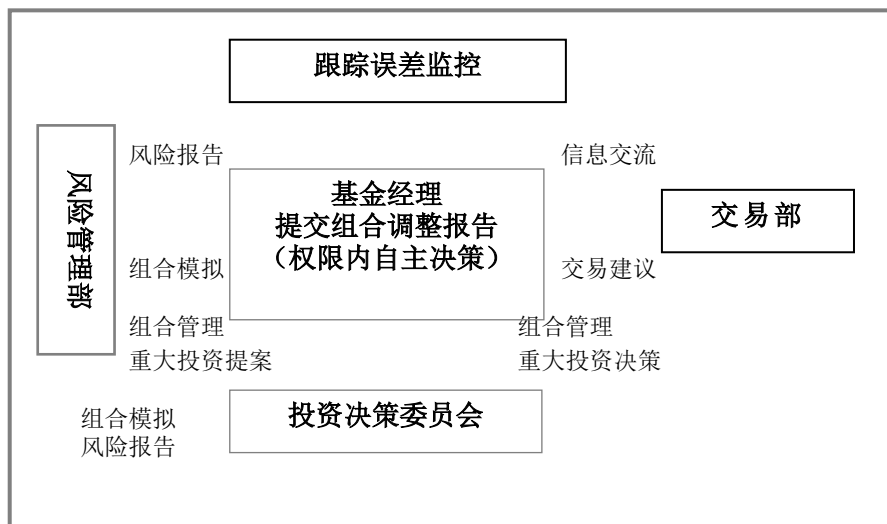 跟踪误差监控
风险报告
信息交流
风险管理部
基金经理
提交组合调整报告
（权限内自主决策）
交易部
组合模拟
交易建议
组合管理
重大投资提案
组合管理
重大投资决策
投资决策委员会
组合模拟
风险报告